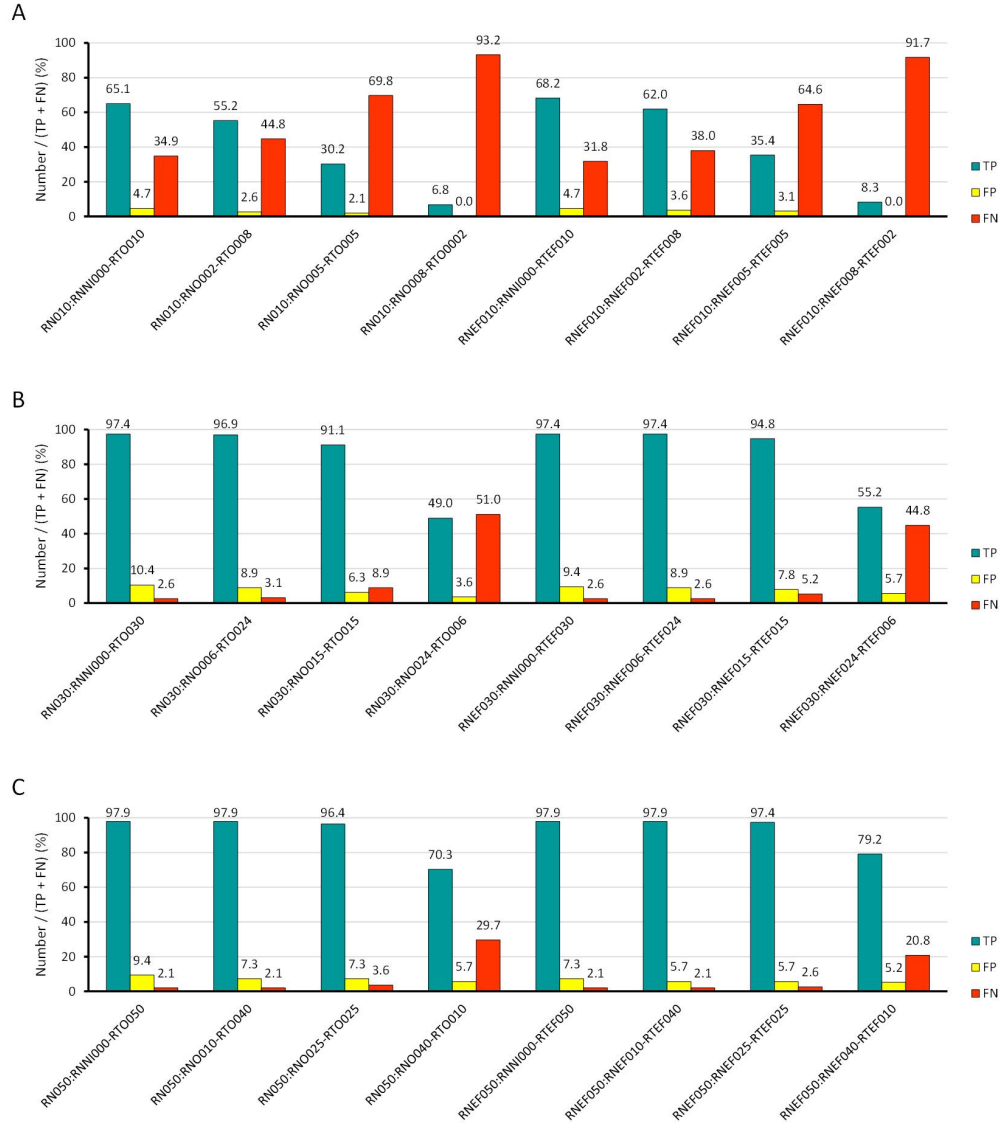 A
Number / (TP + FN) (%)
100
80
60
40
20
0
65.1
4.7
34.9
55.2
2.6
44.8
30.2
2.1
69.8
6.8
0.0
93.2
68.2
4.7
31.8
62.0
3.6
38.0
35.4
3.1
64.6
8.3
0.0
91.7
TP
FP
FN
RN010:RNNI000-RTO010
RN010:RNO002-RTO008
RN010:RNO005-RTO005
RN010:RNO008-RTO0002
RNEF010:RNNI000-RTEF010
RNEF010:RNEF002-RTEF008
RNEF010:RNEF005-RTEF005
RNEF010:RNEF008-RTEF002
B
Number / (TP + FN) (%)
100
80
60
40
20
0
97.4
10.4
2.6
96.9
8.9
3.1
91.1
6.3
8.9
49.0
3.6
51.0
97.4
9.4
2.6
97.4
8.9
2.6
94.8
7.8
5.2
55.2
5.7
44.8
TP
FP
FN
RN030:RNNI000-RTO030
RN030:RNO006-RTO024
RN030:RNO015-RTO015
RN030:RNO024-RTO006
RNEF030:RNNI000-RTEF030
RNEF030:RNEF006-RTEF024
RNEF030:RNEF015-RTEF015
RNEF030:RNEF024-RTEF006
C
Number / (TP + FN) (%)
100
80
60
40
20
0
97.9
9.4
2.1
97.9
7.3
2.1
96.4
7.3
3.6
70.3
5.7
29.7
97.9
7.3
2.1
97.9
5.7
2.1
97.4
5.7
2.6
79.2
5.2
20.8
TP
FP
FN
RN050:RNNI000-RTO050
RN050:RNO010-RTO040
RN050:RNO025-RTO025
RN050:RNO040-RTO010
RNEF050:RNNI000-RTEF050
RNEF050:RNEF010-RTEF040
RNEF050:RNEF025-RTEF025
RNEF050:RNEF040-RTEF010